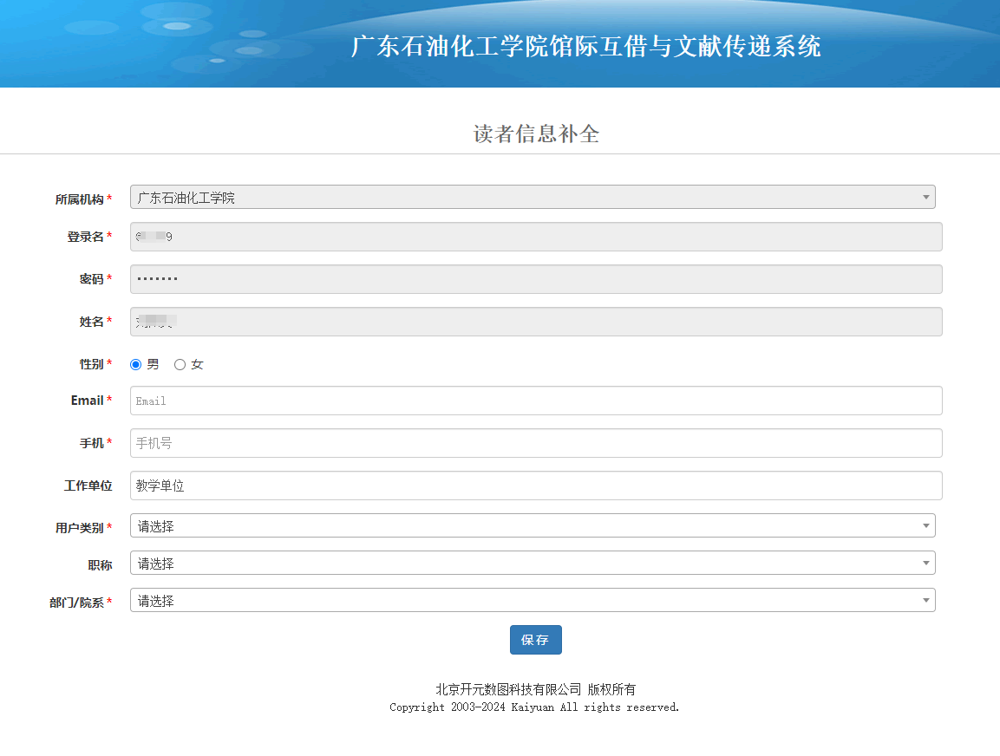 广东石油化工学院馆际互借与文献传递系统
读者信息补全
所属机构* 广东石油化工学院
登录名* 9
密码* •••••••
姓名*
性别* 男 女
Email* Email
手机* 手机号
工作单位 教学单位
用户类别* 请选择
职称 请选择
部门/院系* 请选择
保存
北京开元数图科技有限公司 版权所有
Copyright 2003-2024 Kaiyuan All rights reserved.